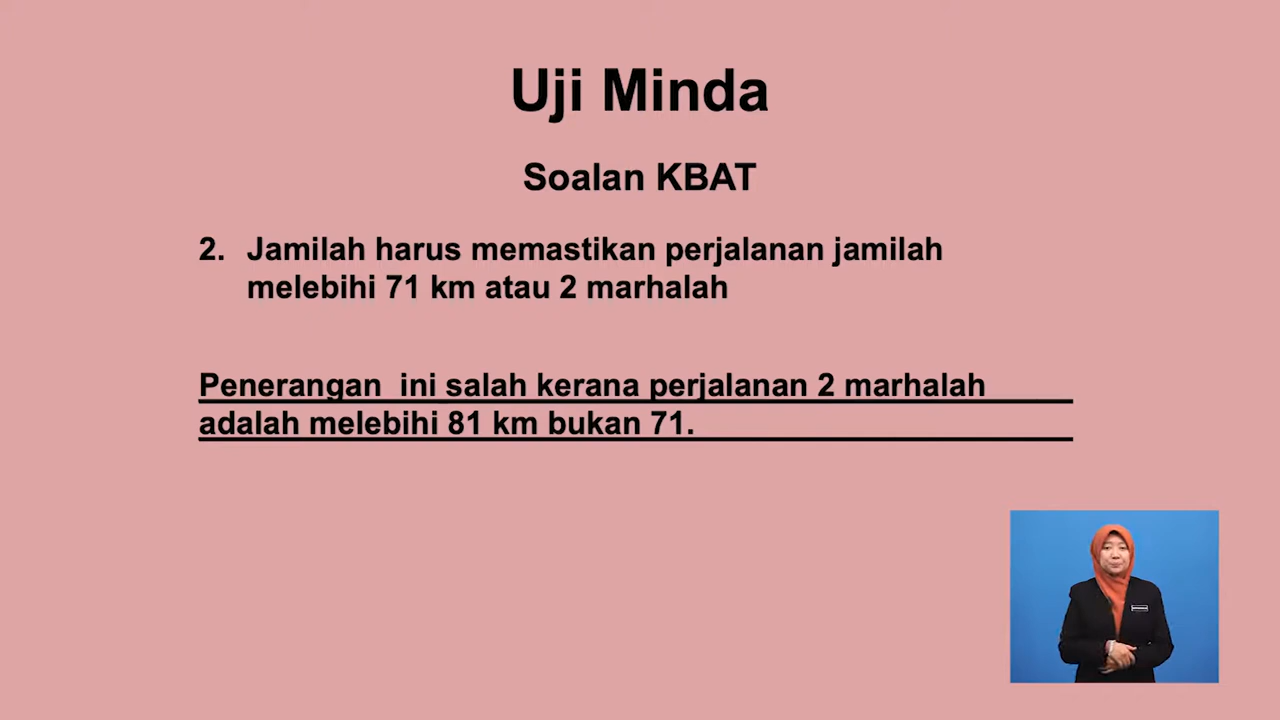 Uji Minda
Soalan KBAT
2. Jamilah harus memastikan perjalanan jamilah
melebihi 71 km atau 2 marhalah
Penerangan ini salah kerana perjalanan 2 marhalah
adalah melebihi 81 km bukan 71.